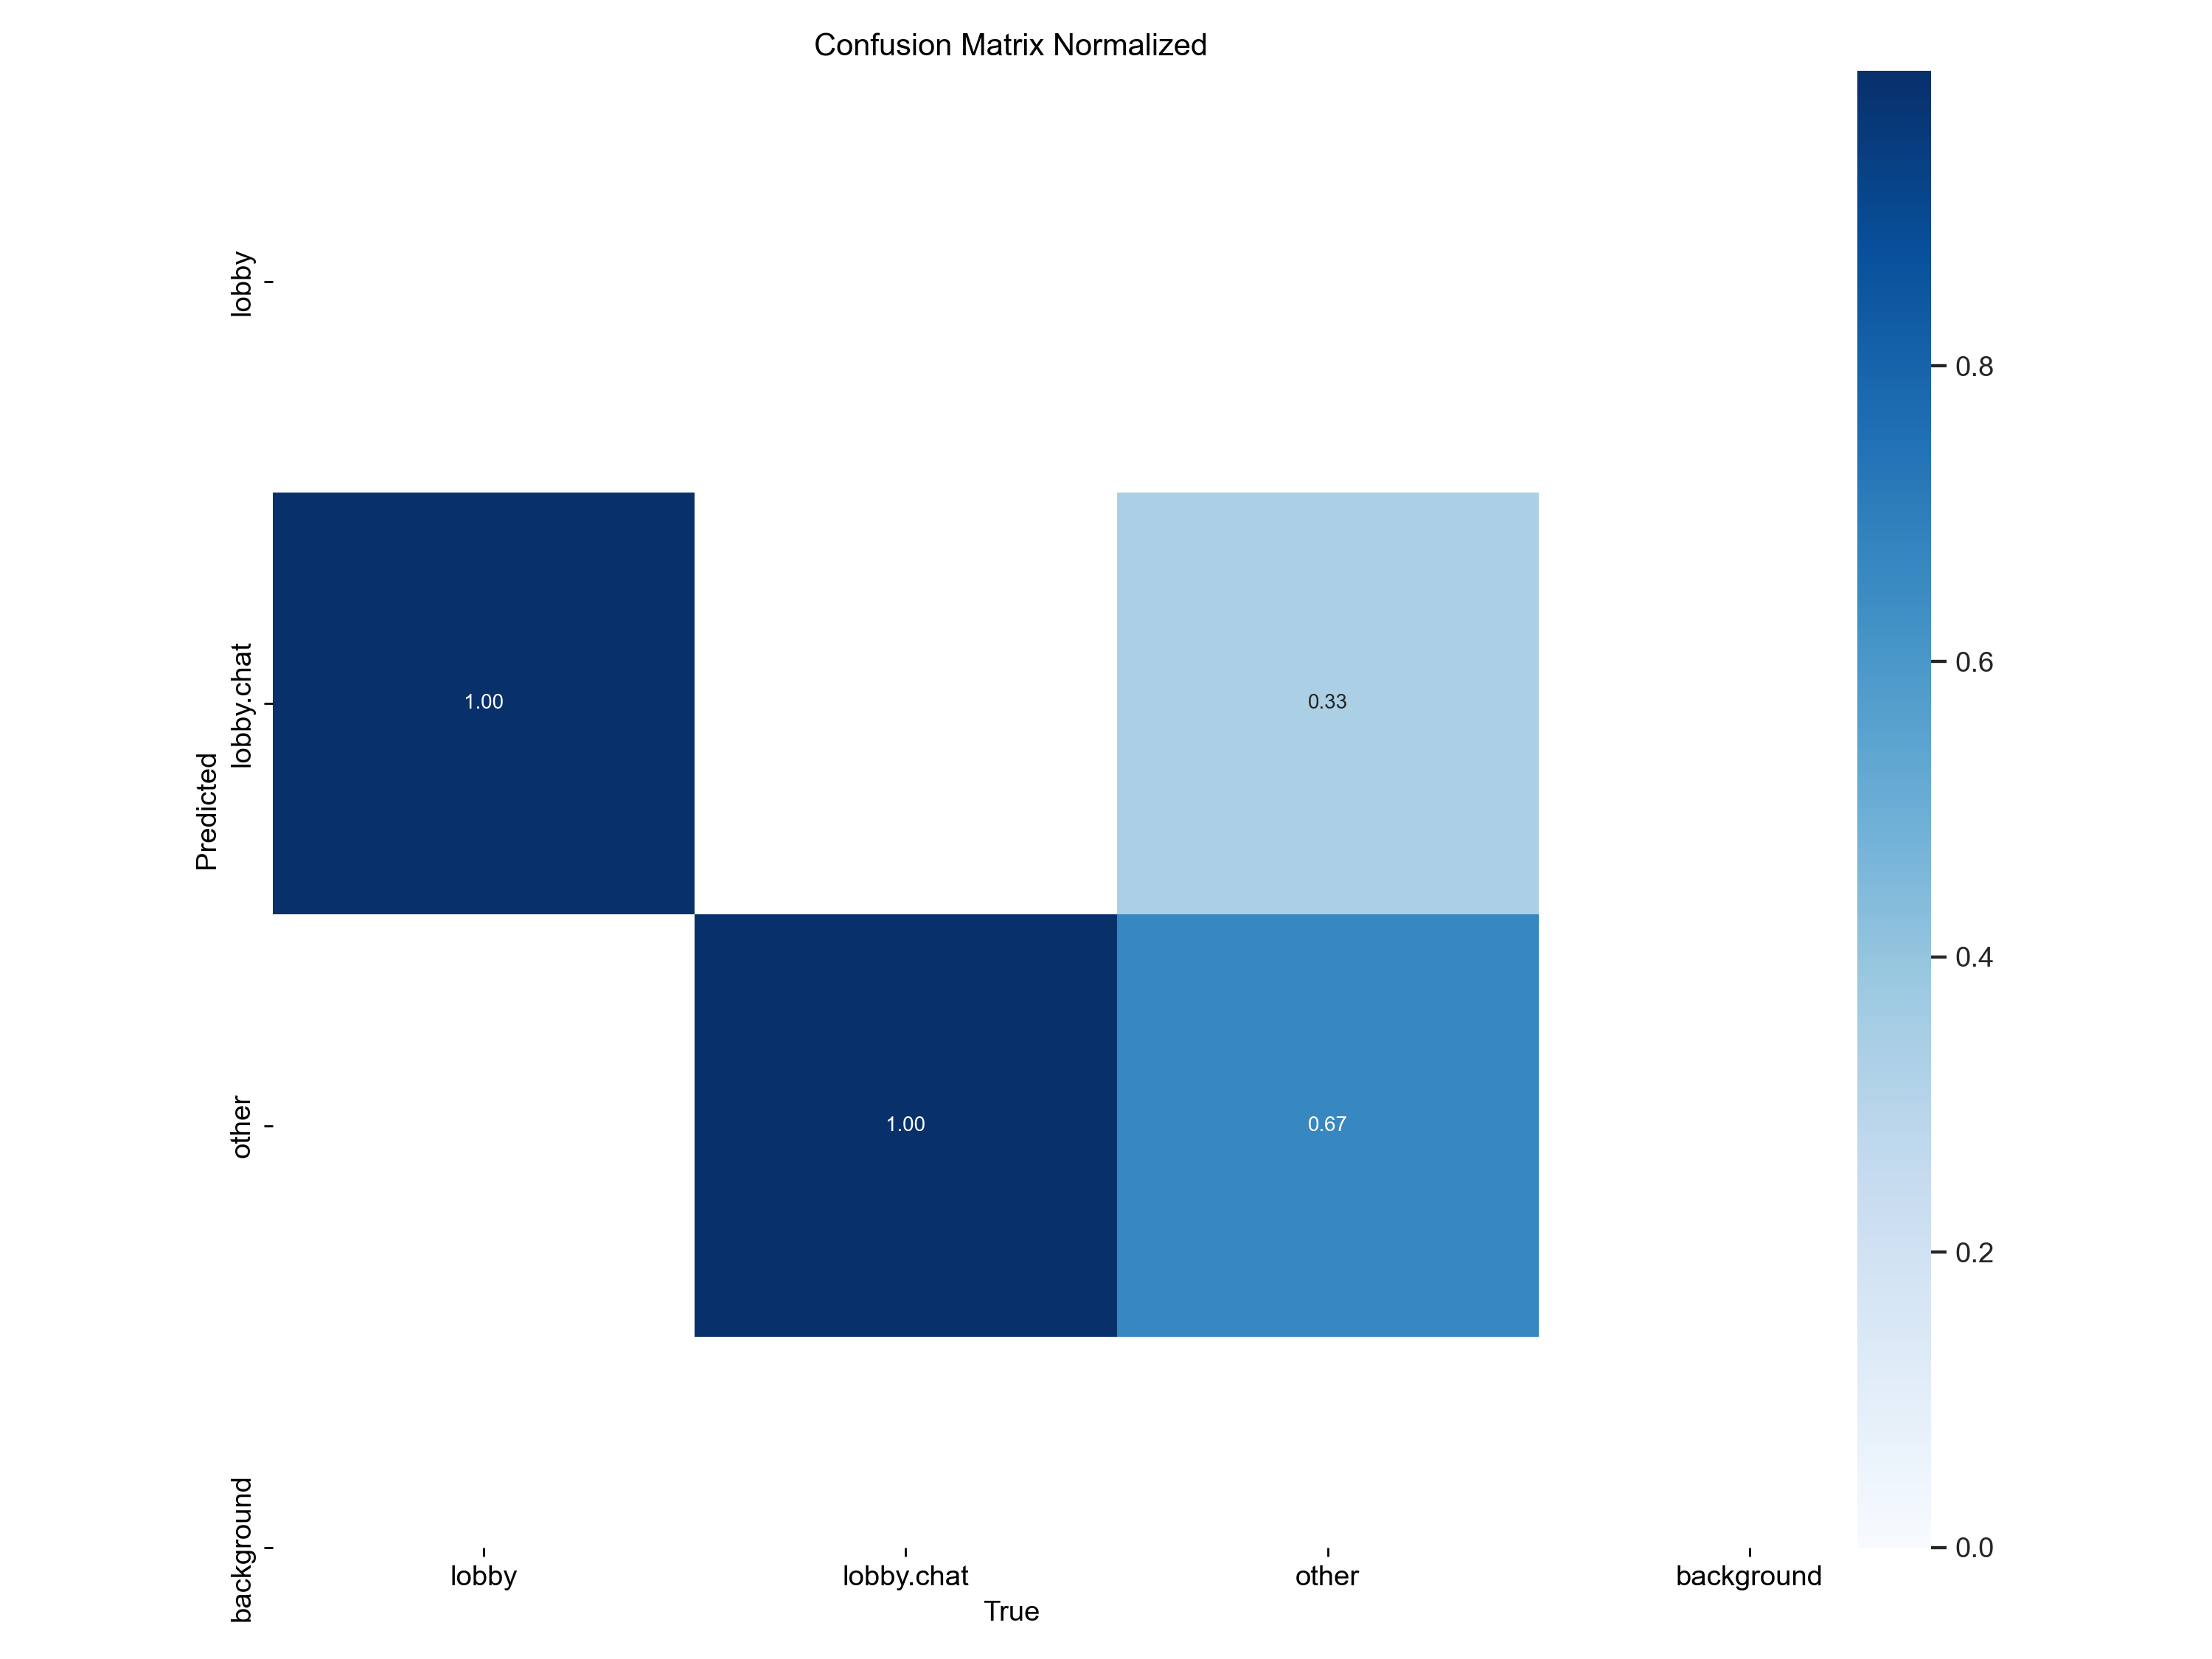 Confusion Matrix Normalized
lobby
lobby.chat
other
background
Predicted
1.00
0.33
1.00
0.67
0.8
0.6
0.4
0.2
0.0
lobby
lobby.chat
other
background
True